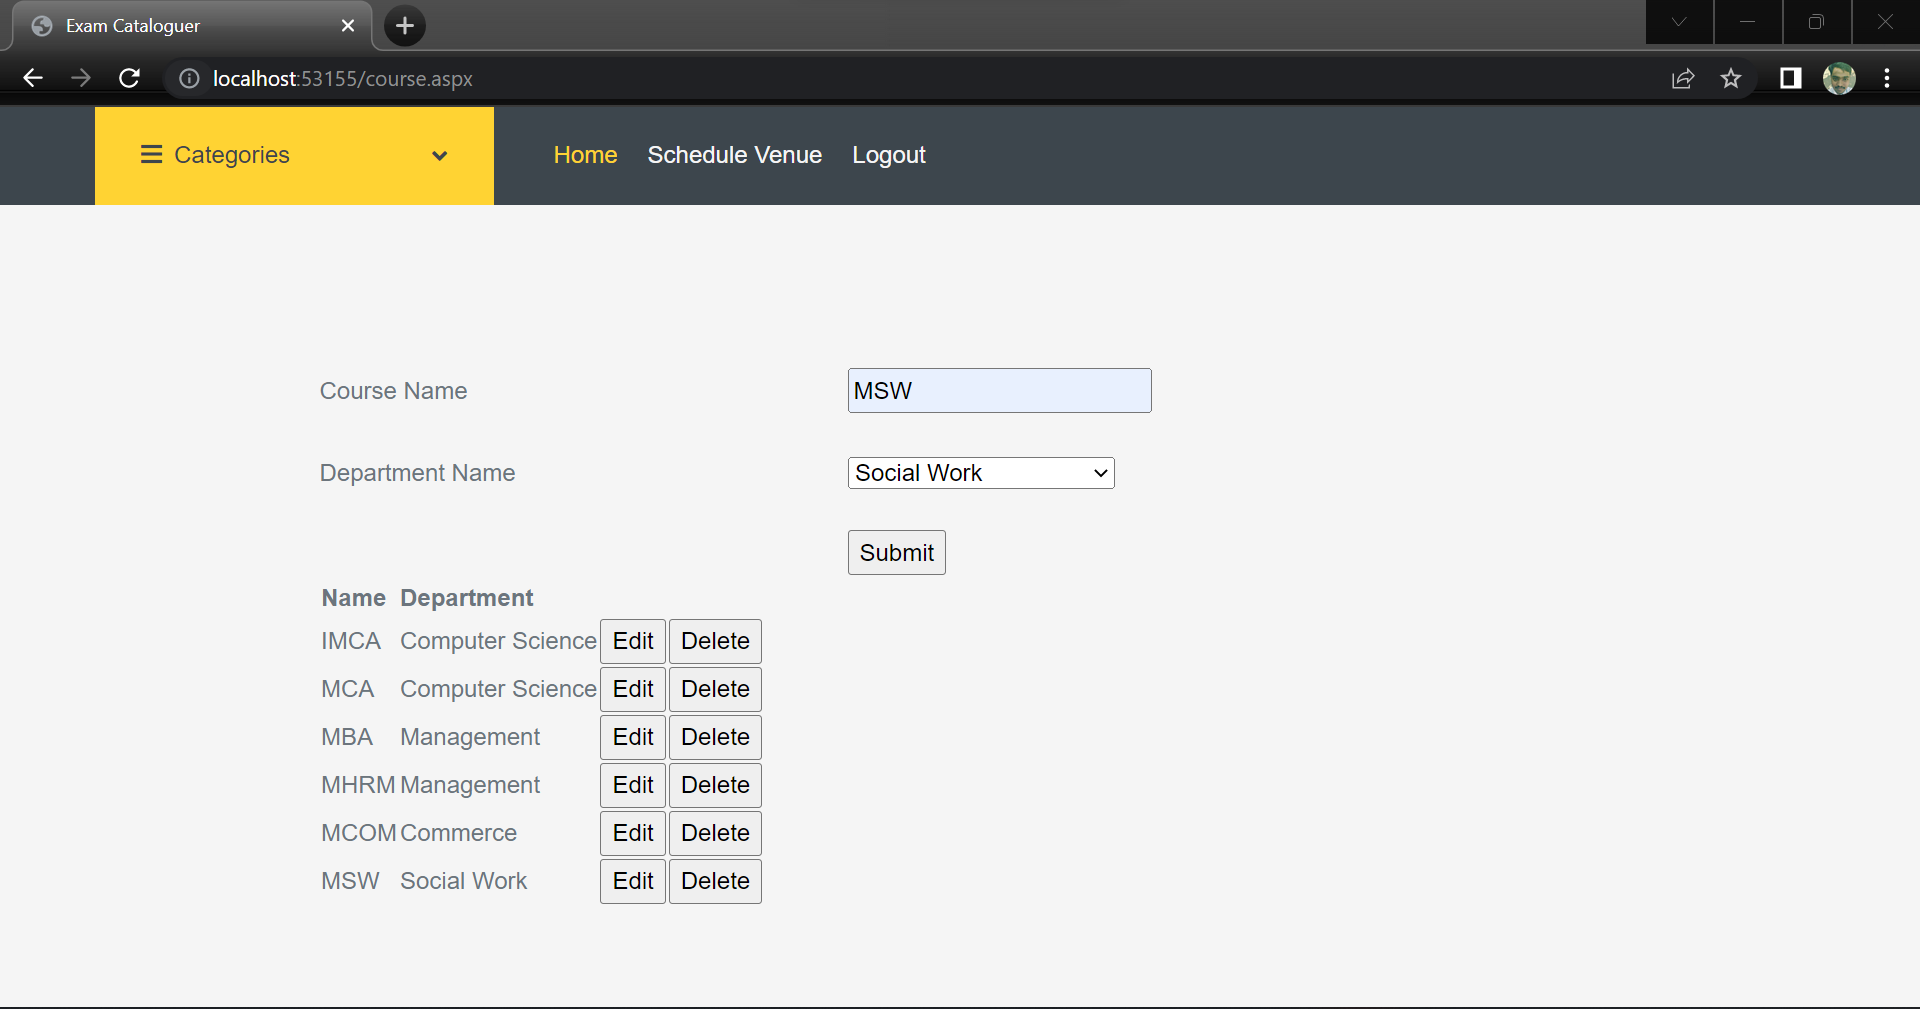 Exam Cataloguer
localhost:53155/course.aspx
Categories Home Schedule Venue Logout
Course Name MSW
Department Name Social Work
Submit
Name Department
IMCA Computer Science Edit Delete
MCA Computer Science Edit Delete
MBA Management Edit Delete
MHRM Management Edit Delete
MCOM Commerce Edit Delete
MSW Social Work Edit Delete